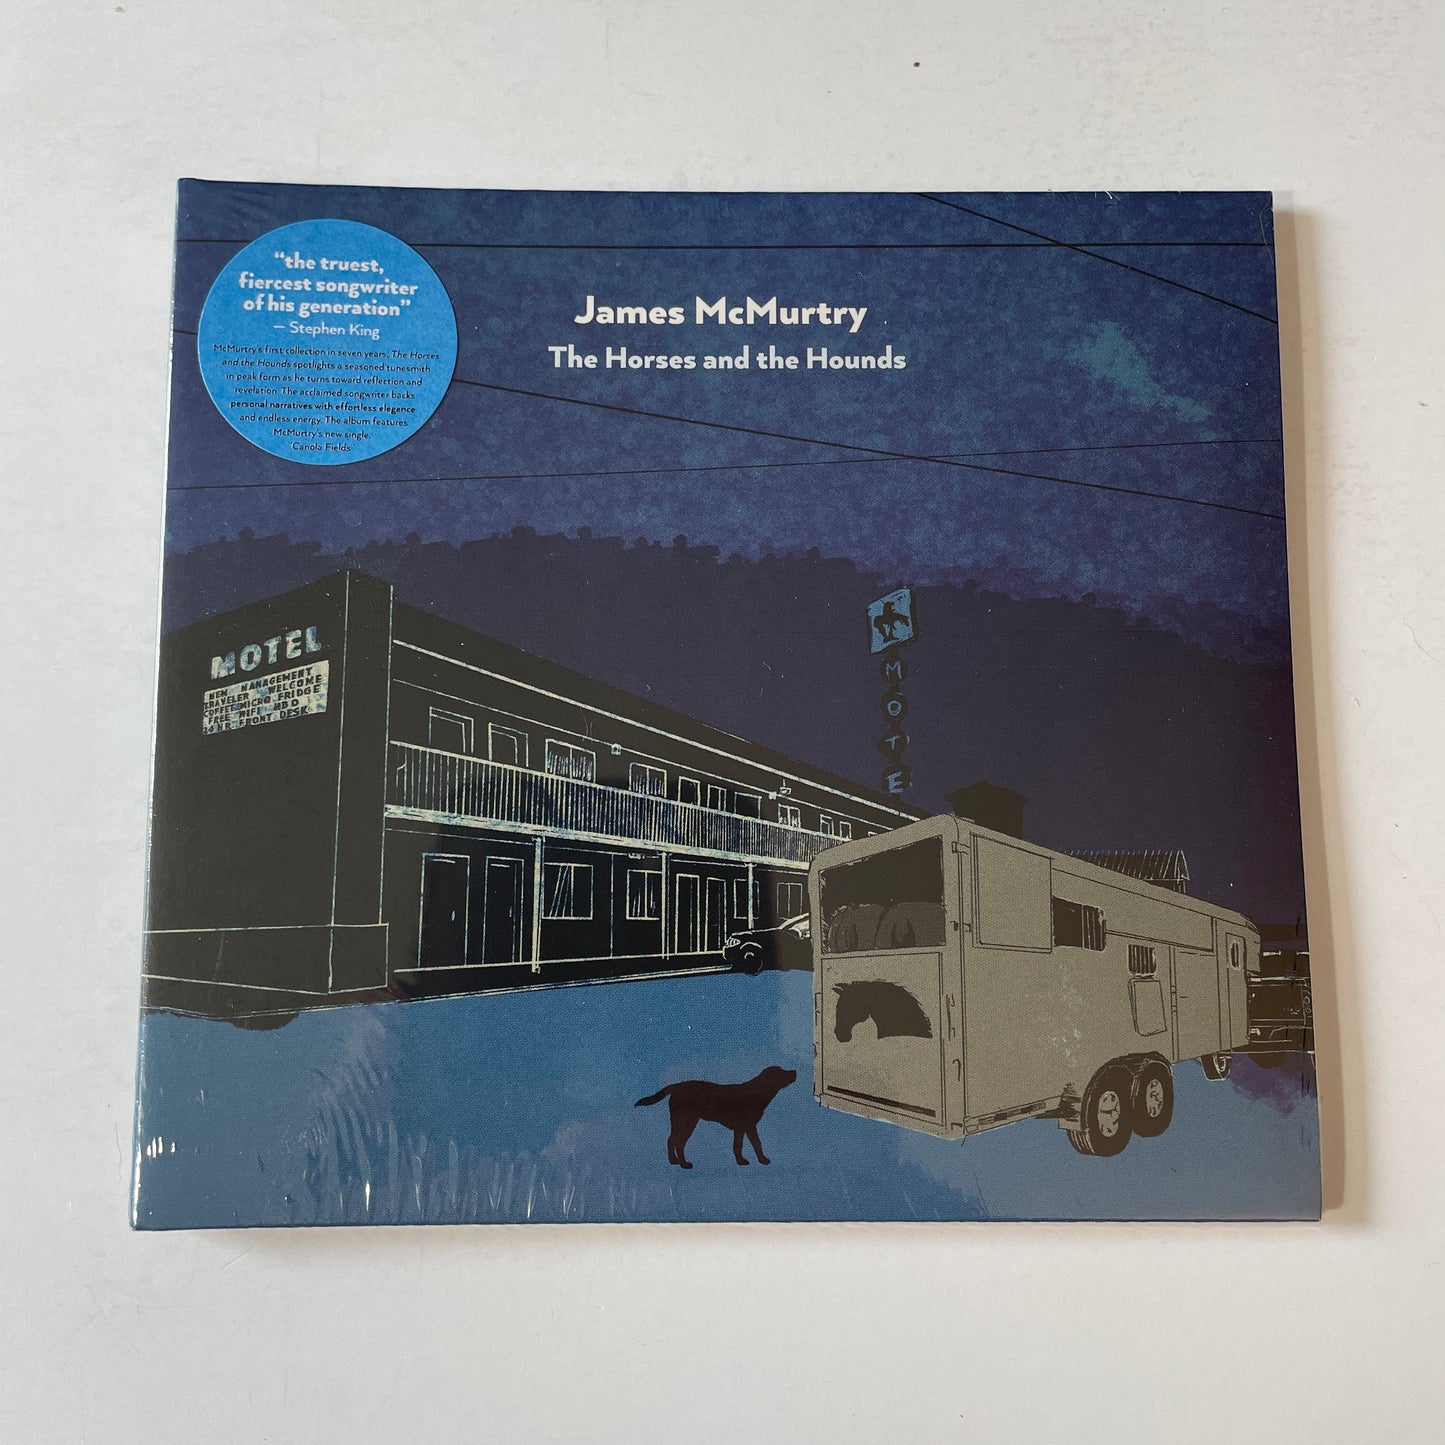 “the truest,
fiercest songwriter
of his generation”
— Stephen King
McMurtry's first collection in seven years, The Horses
and the Hounds spotlights a seasoned tunesmith
in peak form as he turns toward reflection and
revelation. The acclaimed songwriter backs
personal narratives with effortless elegance
and endless energy. The album features
McMurtry's new single,
"Canola Fields"
James McMurtry
The Horses and the Hounds
MOTEL
NEW MANAGEMENT
TRAVELER WELCOME
COFFEE MICRO FRIDGE
FREE WIFI HBO
24 HR FRONT DESK
M
O
T
E